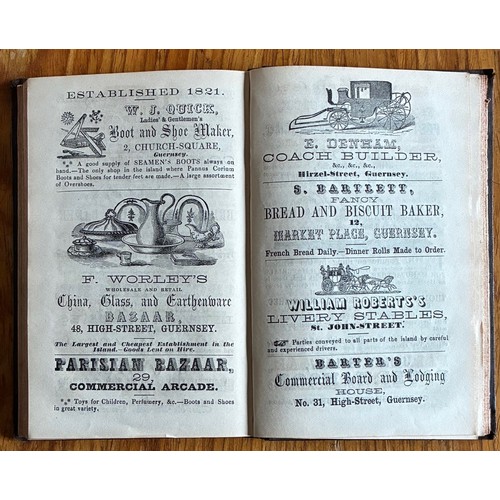 ESTABLISHED 1821.
W. J. QUICK,
Ladies' & Gentlemen's
Boot and Shoe Maker,
2, CHURCH-SQUARE,
Guernsey.
*** A good supply of SEAMEN'S BOOTS always on
hand.—The only shop in the island where Pannus Corium
Boots and Shoes for tender feet are made.—A large assortment
of Overshoes.
F. WORLEY'S
WHOLESALE AND RETAIL
China, Glass, and Earthenware
BAZAAR,
48, HIGH-STREET, GUERNSEY.
The Largest and Cheapest Establishment in the
Island.—Goods Lent on Hire.
PARISIAN BAZAAR,
29,
COMMERCIAL ARCADE.
*** Toys for Children, Perfumery, &c.—Boots and Shoes
in great variety.
E. DENHAM,
COACH BUILDER,
&c., &c., &c.,
Hirzel-Street, Guernsey.
S. BARTLETT,
FANCY
BREAD AND BISCUIT BAKER,
12,
MARKET PLACE, GUERNSEY.
French Bread Daily.—Dinner Rolls Made to Order.
WILLIAM ROBERTS'S
LIVERY STABLES,
St. JOHN-STREET.
Parties conveyed to all parts of the island by careful
and experienced drivers.
BARTER'S
Commercial Board and Lodging
HOUSE,
No. 31, High-Street, Guernsey.